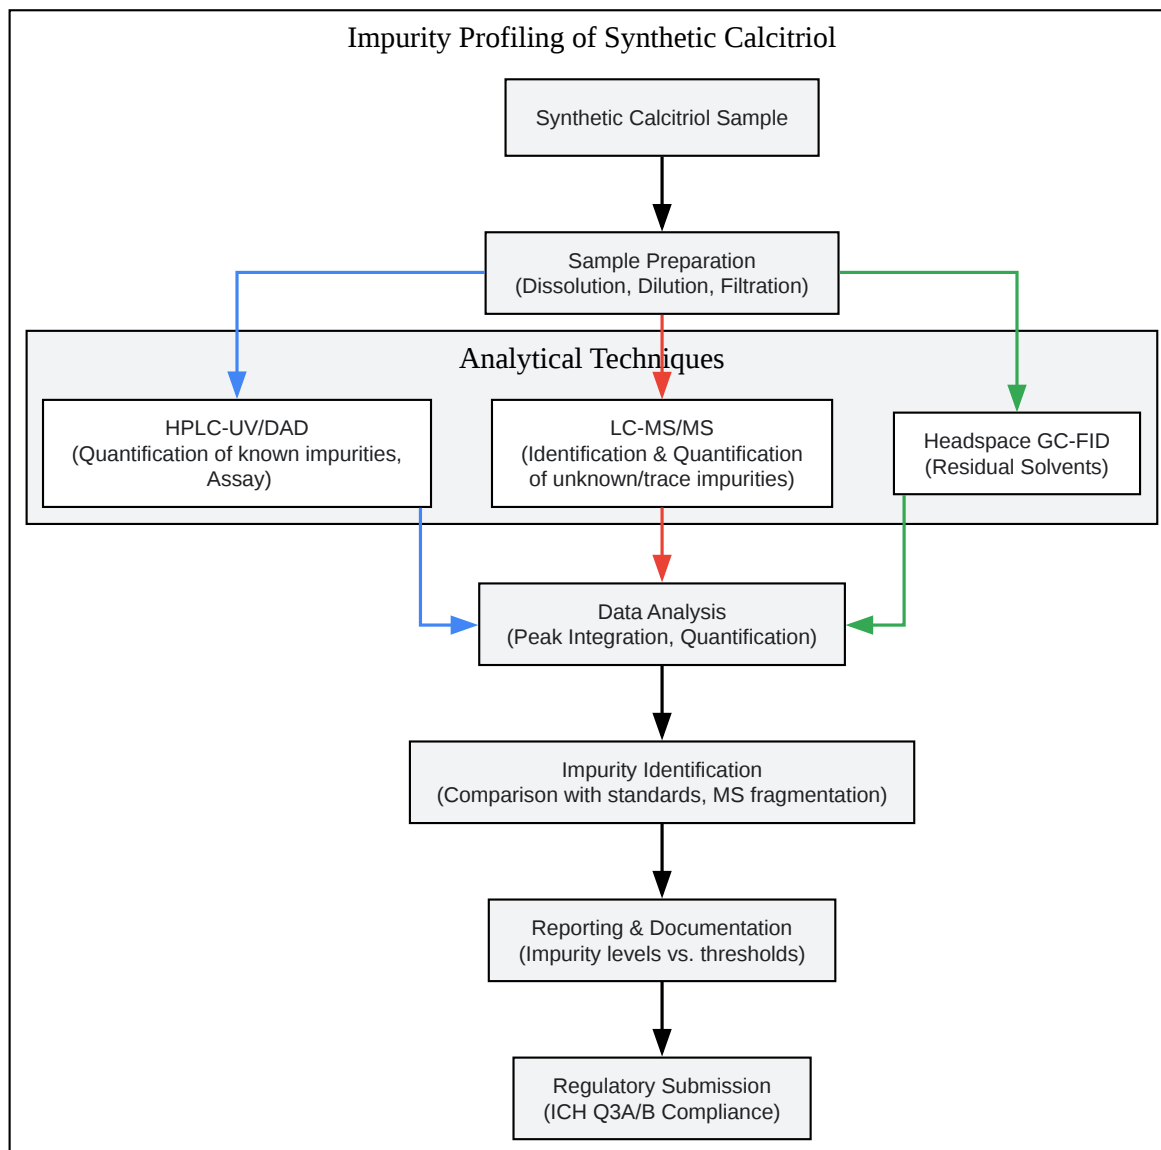 Impurity Profiling of Synthetic Calcitriol
Synthetic Calcitriol Sample
Sample Preparation
(Dissolution, Dilution, Filtration)
Analytical Techniques
HPLC-UV/DAD
(Quantification of known impurities,
Assay)
LC-MS/MS
(Identification & Quantification
of unknown/trace impurities)
Headspace GC-FID
(Residual Solvents)
Data Analysis
(Peak Integration, Quantification)
Impurity Identification
(Comparison with standards, MS fragmentation)
Reporting & Documentation
(Impurity levels vs. thresholds)
Regulatory Submission
(ICH Q3A/B Compliance)